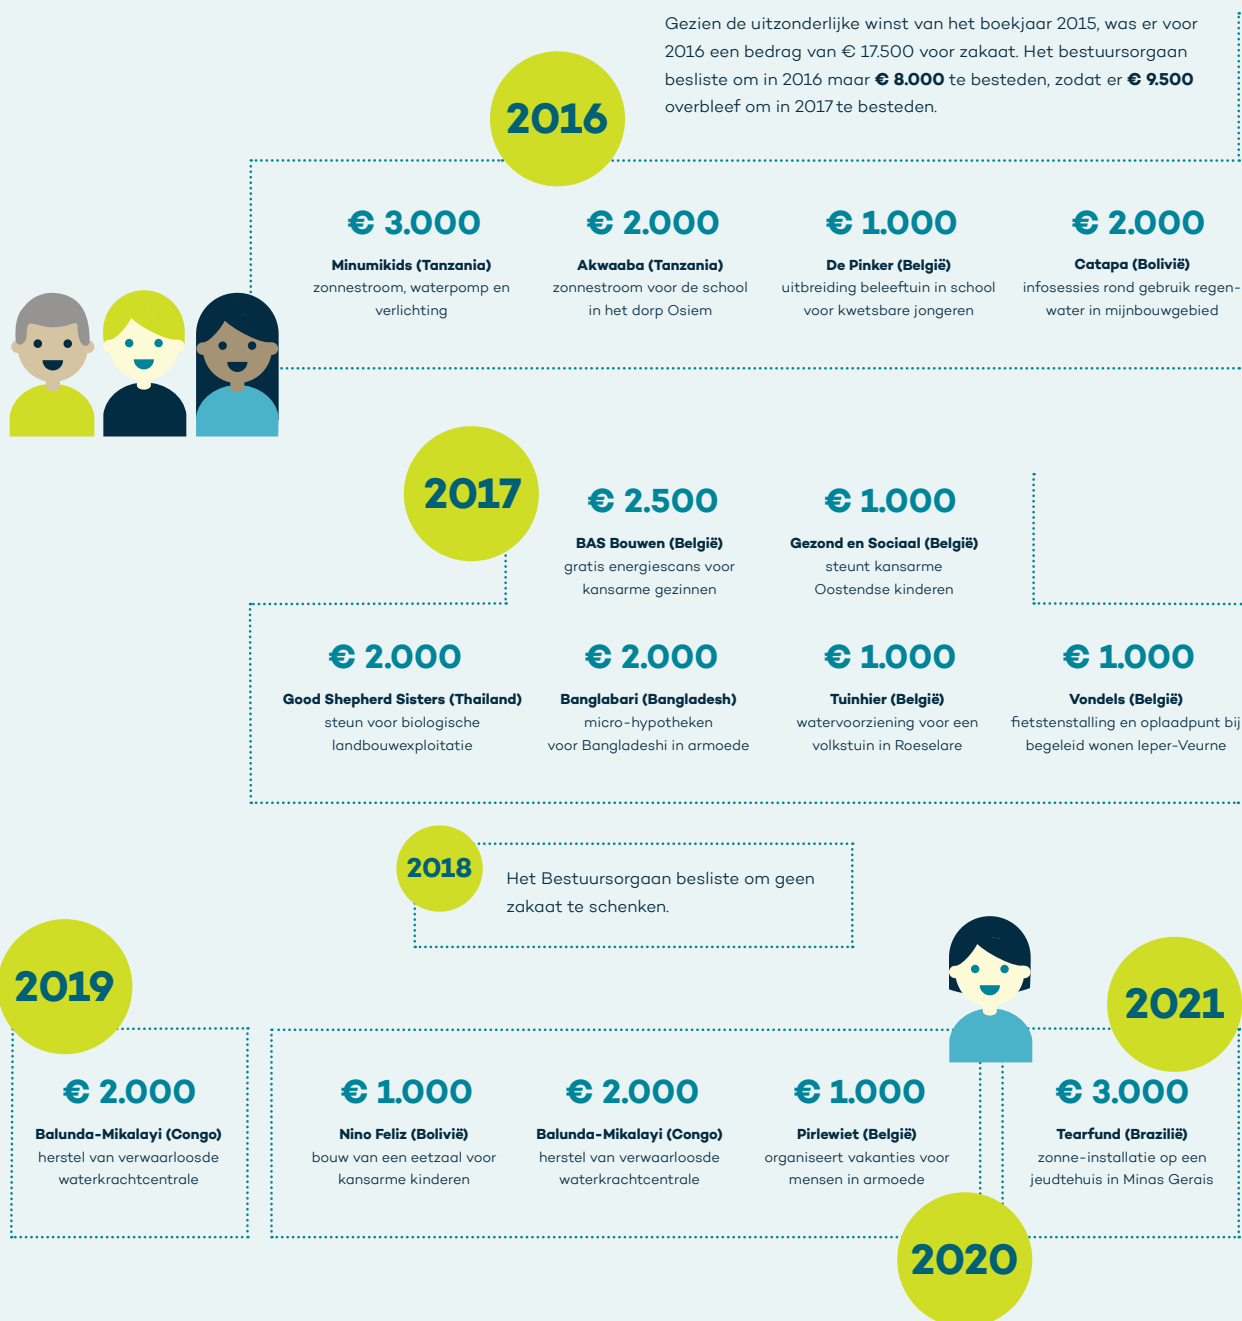 Gezien de uitzonderlijke winst van het boekjaar 2015, was er voor
2016 een bedrag van € 17.500 voor zakaat. Het bestuursorgaan
besliste om in 2016 maar € 8.000 te besteden, zodat er € 9.500
overbleef om in 2017 te besteden.
2016
€ 3.000
Minumikids (Tanzania)
zonnestroom, waterpomp en
verlichting
€ 2.000
Akwaaba (Tanzania)
zonnestroom voor de school
in het dorp Osiem
€ 1.000
De Pinker (België)
uitbreiding beleeftuin in school
voor kwetsbare jongeren
€ 2.000
Catapa (Bolivië)
infosessies rond gebruik regen-
water in mijnbouwgebied
2017
€ 2.500
BAS Bouwen (België)
gratis energiescans voor
kansarme gezinnen
€ 1.000
Gezond en Sociaal (België)
steunt kansarme
Oostendse kinderen
€ 2.000
Good Shepherd Sisters (Thailand)
steun voor biologische
landbouwexploitatie
€ 2.000
Banglabari (Bangladesh)
micro-hypotheken
voor Bangladeshi in armoede
€ 1.000
Tuinhier (België)
watervoorziening voor een
volkstuin in Roeselare
€ 1.000
Vondels (België)
fietstenstalling en oplaadpunt bij
begeleid wonen Ieper-Veurne
2018
Het Bestuursorgaan besliste om geen
zakaat te schenken.
2019
€ 2.000
Balunda-Mikalayi (Congo)
herstel van verwaarloosde
waterkrachtcentrale
€ 1.000
Nino Feliz (Bolivië)
bouw van een eetzaal voor
kansarme kinderen
€ 2.000
Balunda-Mikalayi (Congo)
herstel van verwaarloosde
waterkrachtcentrale
€ 1.000
Pirlewiet (België)
organiseert vakanties voor
mensen in armoede
2020
2021
€ 3.000
Tearfund (Brazilië)
zonne-installatie op een
jeudtehuis in Minas Gerais